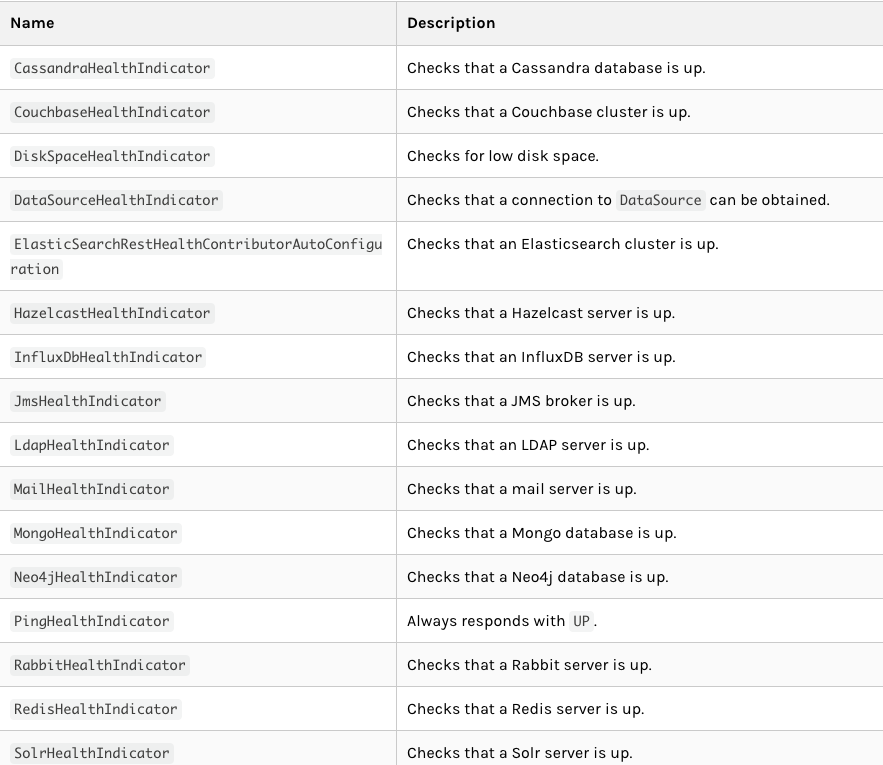 Name Description
CassandraHealthIndicator Checks that a Cassandra database is up.
CouchbaseHealthIndicator Checks that a Couchbase cluster is up.
DiskSpaceHealthIndicator Checks for low disk space.
DataSourceHealthIndicator Checks that a connection to DataSource can be obtained.
ElasticSearchRestHealthContributorAutoConfigu Checks that an Elasticsearch cluster is up.
ration
HazelcastHealthIndicator Checks that a Hazelcast server is up.
InfluxDbHealthIndicator Checks that an InfluxDB server is up.
JmsHealthIndicator Checks that a JMS broker is up.
LdapHealthIndicator Checks that an LDAP server is up.
MailHealthIndicator Checks that a mail server is up.
MongoHealthIndicator Checks that a Mongo database is up.
Neo4jHealthIndicator Checks that a Neo4j database is up.
PingHealthIndicator Always responds with UP.
RabbitHealthIndicator Checks that a Rabbit server is up.
RedisHealthIndicator Checks that a Redis server is up.
SolrHealthIndicator Checks that a Solr server is up.